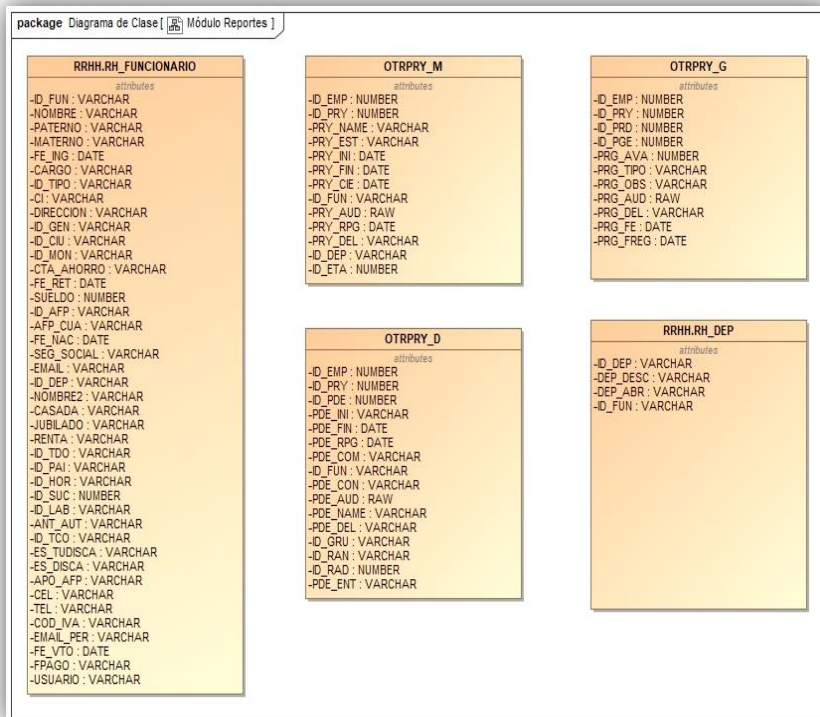 package Diagrama de Clase [ Módulo Reportes ]
RRHH.RH_FUNCIONARIO
attributes
-ID_FUN : VARCHAR
-NOMBRE : VARCHAR
-PATERNO : VARCHAR
-MATERNO : VARCHAR
-FE_ING : DATE
-CARGO : VARCHAR
-ID_TIPO : VARCHAR
-CI : VARCHAR
-DIRECCION : VARCHAR
-ID_GEN : VARCHAR
-ID_CIU : VARCHAR
-ID_MON : VARCHAR
-CTA_AHORRO : VARCHAR
-FE_RET : DATE
-SUELDO : NUMBER
-ID_AFP : VARCHAR
-AFP_CUA : VARCHAR
-FE_NAC : DATE
-SEG_SOCIAL : VARCHAR
-EMAIL : VARCHAR
-ID_DEP : VARCHAR
-NOMBRE2 : VARCHAR
-CASADA : VARCHAR
-JUBILADO : VARCHAR
-RENTA : VARCHAR
-ID_TDO : VARCHAR
-ID_PAI : VARCHAR
-ID_HOR : VARCHAR
-ID_SUC : NUMBER
-ID_LAB : VARCHAR
-ANT_AUT : VARCHAR
-ID_TCO : VARCHAR
-ES_TUDISCA : VARCHAR
-ES_DISCA : VARCHAR
-APO_AFP : VARCHAR
-CEL : VARCHAR
-TEL : VARCHAR
-COD_IVA : VARCHAR
-EMAIL_PER : VARCHAR
-FE_VTO : DATE
-FPAGO : VARCHAR
-USUARIO : VARCHAR
OTRPRY_M
attributes
-ID_EMP : NUMBER
-ID_PRY : NUMBER
-PRY_NAME : VARCHAR
-PRY_EST : VARCHAR
-PRY_INI : DATE
-PRY_FIN : DATE
-PRY_CIE : DATE
-ID_FUN : VARCHAR
-PRY_AUD : RAW
-PRY_RPG : DATE
-PRY_DEL : VARCHAR
-ID_DEP : VARCHAR
-ID_ETA : NUMBER
OTRPRY_G
attributes
-ID_EMP : NUMBER
-ID_PRY : NUMBER
-ID_PRD : NUMBER
-ID_PGE : NUMBER
-PRG_AVA : NUMBER
-PRG_TIPO : VARCHAR
-PRG_OBS : VARCHAR
-PRG_AUD : RAW
-PRG_DEL : VARCHAR
-PRG_FE : DATE
-PRG_FREG : DATE
OTRPRY_D
attributes
-ID_EMP : NUMBER
-ID_PRY : NUMBER
-ID_PDE : NUMBER
-PDE_INI : VARCHAR
-PDE_FIN : DATE
-PDE_RPG : DATE
-PDE_COM : VARCHAR
-ID_FUN : VARCHAR
-PDE_CON : VARCHAR
-PDE_AUD : RAW
-PDE_NAME : VARCHAR
-PDE_DEL : VARCHAR
-ID_GRU : VARCHAR
-ID_RAN : VARCHAR
-ID_RAD : NUMBER
-PDE_ENT : VARCHAR
RRHH.RH_DEP
attributes
-ID_DEP : VARCHAR
-DEP_DESC : VARCHAR
-DEP_ABR : VARCHAR
-ID_FUN : VARCHAR